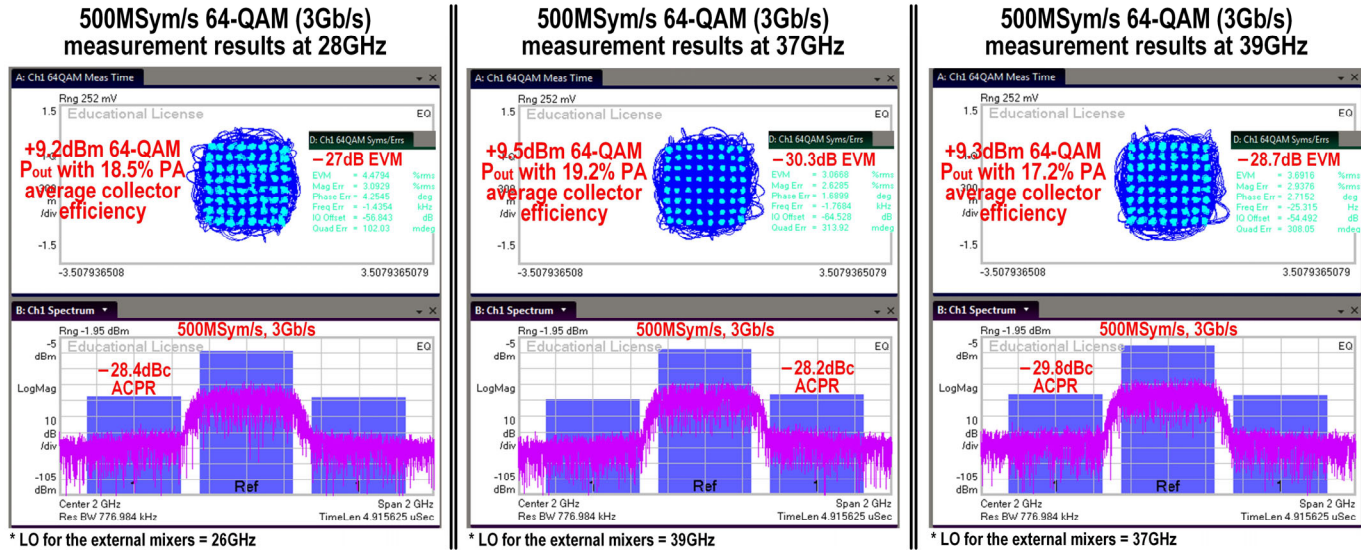 500MSym/s 64-QAM (3Gb/s)
measurement results at 28GHz
A: Ch1 64QAM Meas Time
Rng 252 mV
1.5
Educational License
EQ
+9.2dBm 64-QAM
Pout with 18.5% PA
average collector
efficiency
300
m
/div
D: Ch1 64QAM Syms/Errs
−27dB EVM
EVM = 4.4794 %rms
Mag Err = 3.0929 %rms
Phase Err = 4.2545 deg
Freq Err = -1.4354 kHz
IQ Offset = -56.843 dB
Quad Err = 102.03 mdeg
-1.5
-3.5079365508 3.5079365079
B: Ch1 Spectrum
Rng -1.95 dBm
500MSym/s, 3Gb/s
-5
dBm
Educational License
EQ
−28.4dBc
ACPR
LogMag
10
dB
/div
-105
dBm
1 Ref 1
Center 2 GHz Span 2 GHz
Res BW 776.984 kHz TimeLen 4.915625 uSec
* LO for the external mixers = 26GHz
500MSym/s 64-QAM (3Gb/s)
measurement results at 37GHz
A: Ch1 64QAM Meas Time
Rng 252 mV
1.5
Educational License
EQ
+9.5dBm 64-QAM
Pout with 19.2% PA
average collector
efficiency
300
m
/div
D: Ch1 64QAM Syms/Errs
−30.3dB EVM
EVM = 3.0668 %rms
Mag Err = 2.6285 %rms
Phase Err = 1.6899 deg
Freq Err = -1.7684 kHz
IQ Offset = -64.528 dB
Quad Err = 313.92 mdeg
-1.5
-3.507936508 3.5079365079
B: Ch1 Spectrum
Rng -1.95 dBm
500MSym/s, 3Gb/s
-5
dBm
Educational License
EQ
−28.2dBc
ACPR
LogMag
10
dB
/div
-105
dBm
1 Ref 1
Center 2 GHz Span 2 GHz
Res BW 776.984 kHz TimeLen 4.915625 uSec
* LO for the external mixers = 39GHz
500MSym/s 64-QAM (3Gb/s)
measurement results at 39GHz
A: Ch1 64QAM Meas Time
Rng 252 mV
1.5
Educational License
EQ
+9.3dBm 64-QAM
Pout with 17.2% PA
average collector
efficiency
300
m
/div
D: Ch1 64QAM Syms/Errs
−28.7dB EVM
EVM = 3.6916 %rms
Mag Err = 2.9376 %rms
Phase Err = 2.7152 deg
Freq Err = -25.315 Hz
IQ Offset = -54.492 dB
Quad Err = 308.05 mdeg
-1.5
-3.507936508 3.5079365079
B: Ch1 Spectrum
Rng -1.95 dBm
500MSym/s, 3Gb/s
-5
dBm
Educational License
EQ
−29.8dBc
ACPR
LogMag
10
dB
/div
-105
dBm
1 Ref 1
Center 2 GHz Span 2 GHz
Res BW 776.984 kHz TimeLen 4.915625 uSec
* LO for the external mixers = 37GHz